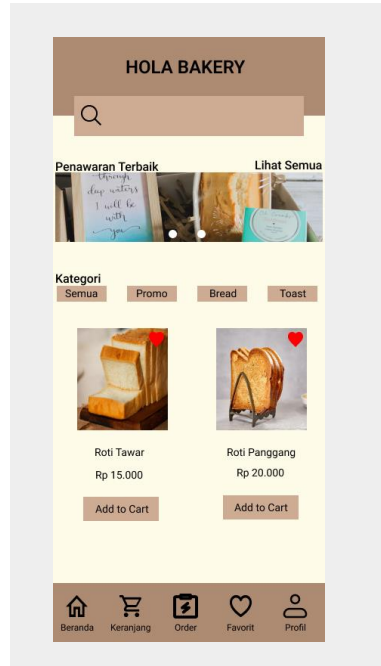 HOLA BAKERY
Penawaran Terbaik
Lihat Semua
through
deep waters
I will be
with
you
Kategori
Semua
Promo
Bread
Toast
Roti Tawar
Roti Panggang
Rp 15.000
Rp 20.000
Add to Cart
Add to Cart
Beranda
Keranjang
Order
Favorit
Profil